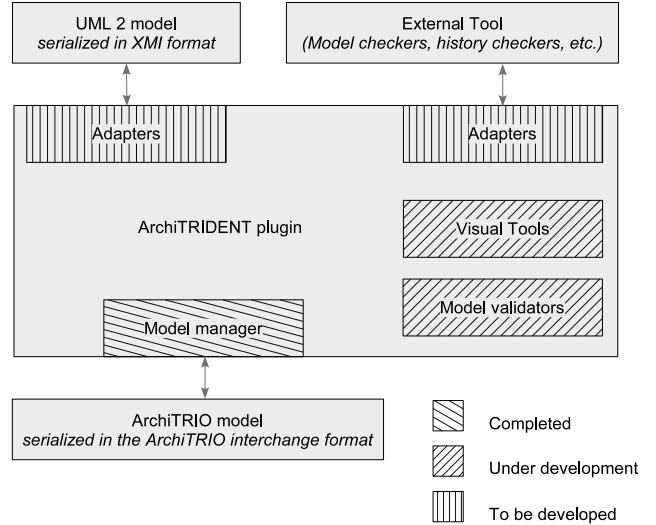 UML 2 model
serialized in XMI format
External Tool
(Model checkers, history checkers, etc.)
Adapters
Adapters
ArchiTRIDENT plugin
Visual Tools
Model validators
Model manager
ArchiTRIO model
serialized in the ArchiTRIO interchange format
Completed
Under development
To be developed